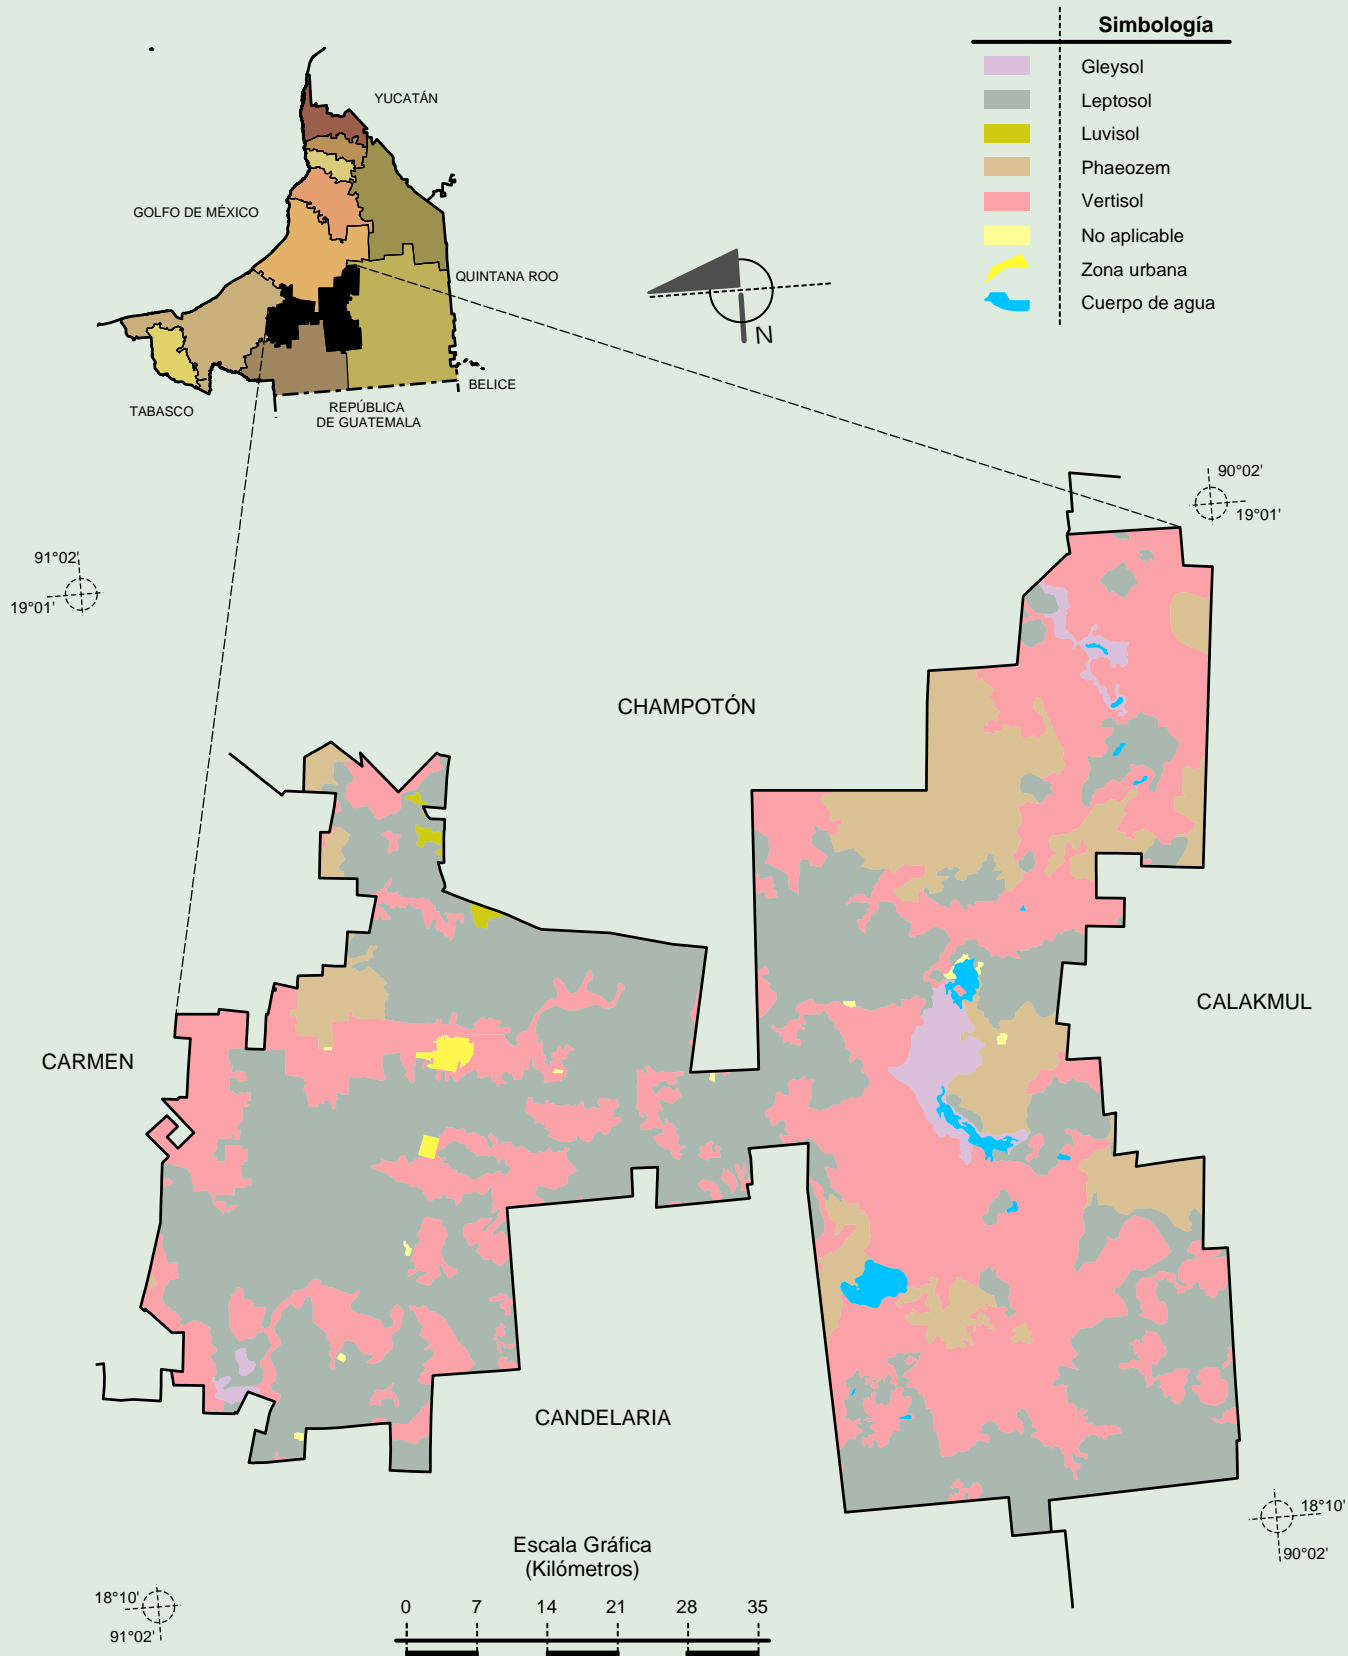 Simbología
Gleysol
Leptosol
Luvisol
Phaeozem
Vertisol
No aplicable
Zona urbana
Cuerpo de agua
YUCATÁN
GOLFO DE MÉXICO
QUINTANA ROO
BELICE
TABASCO
REPÚBLICA
DE GUATEMALA
N
90°02'
19°01'
91°02'
19°01'
CHAMPOTÓN
CALAKMUL
CARMEN
CANDELARIA
18°10'
90°02'
Escala Gráfica
(Kilómetros)
18°10'
91°02'
0 7 14 21 28 35